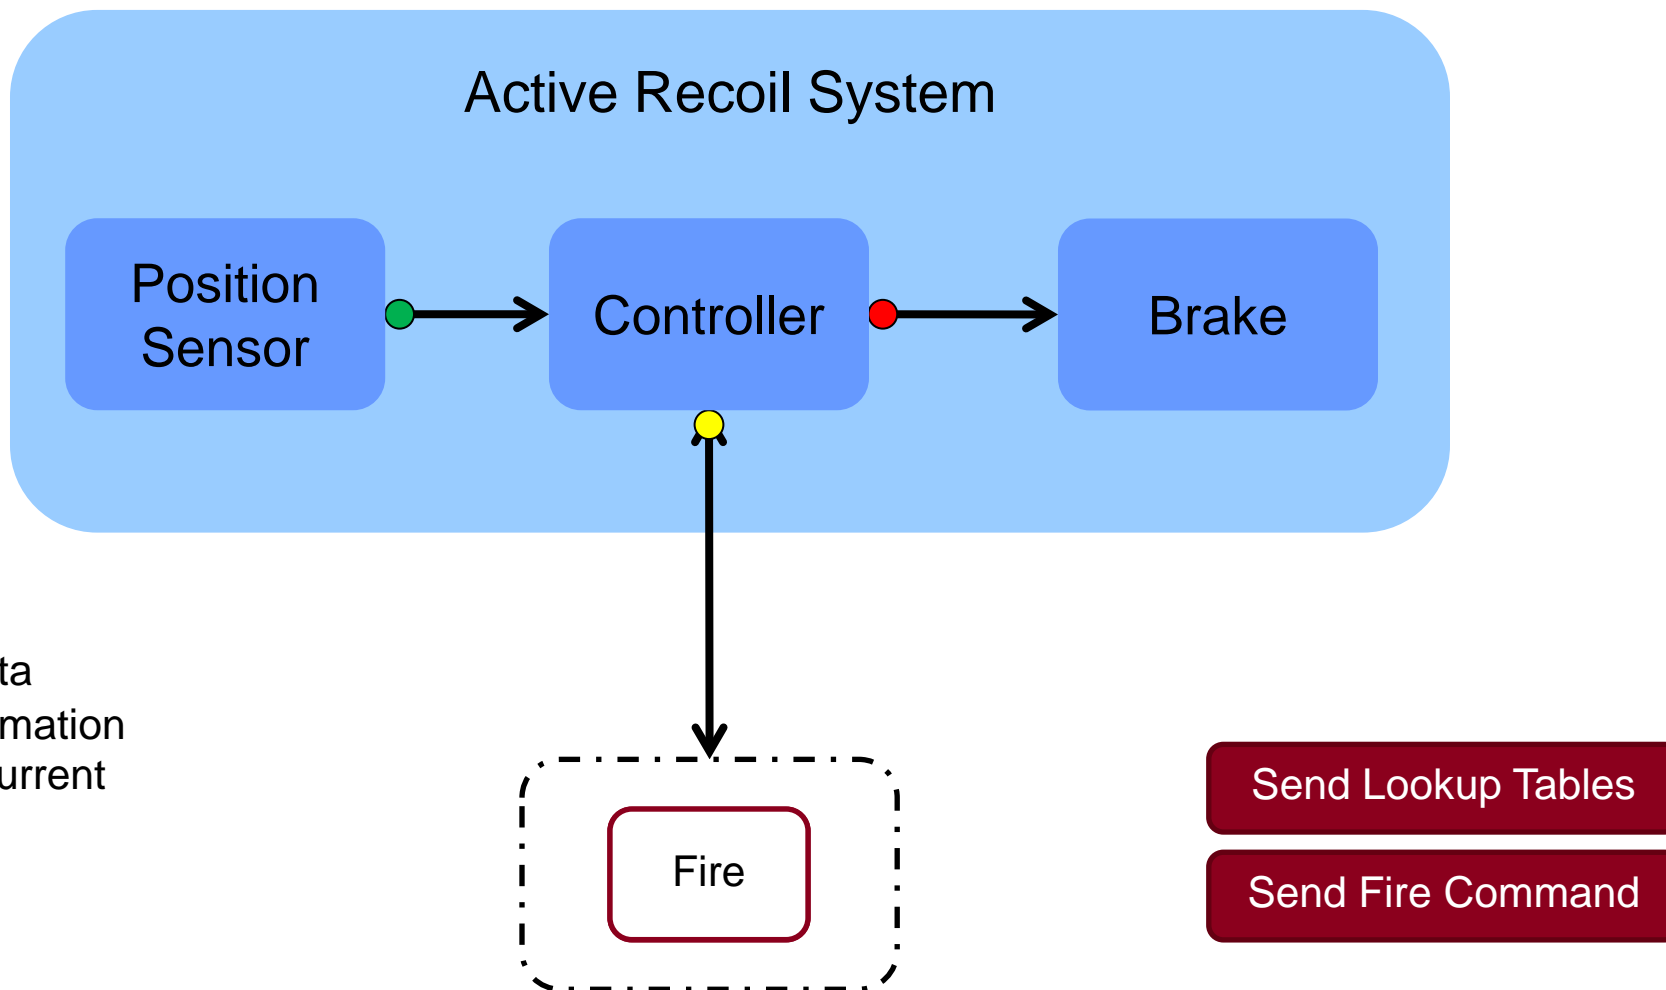 Active Recoil System
Position
Sensor
Controller
Brake
ta
mation
urrent
Fire
Send Lookup Tables
Send Fire Command